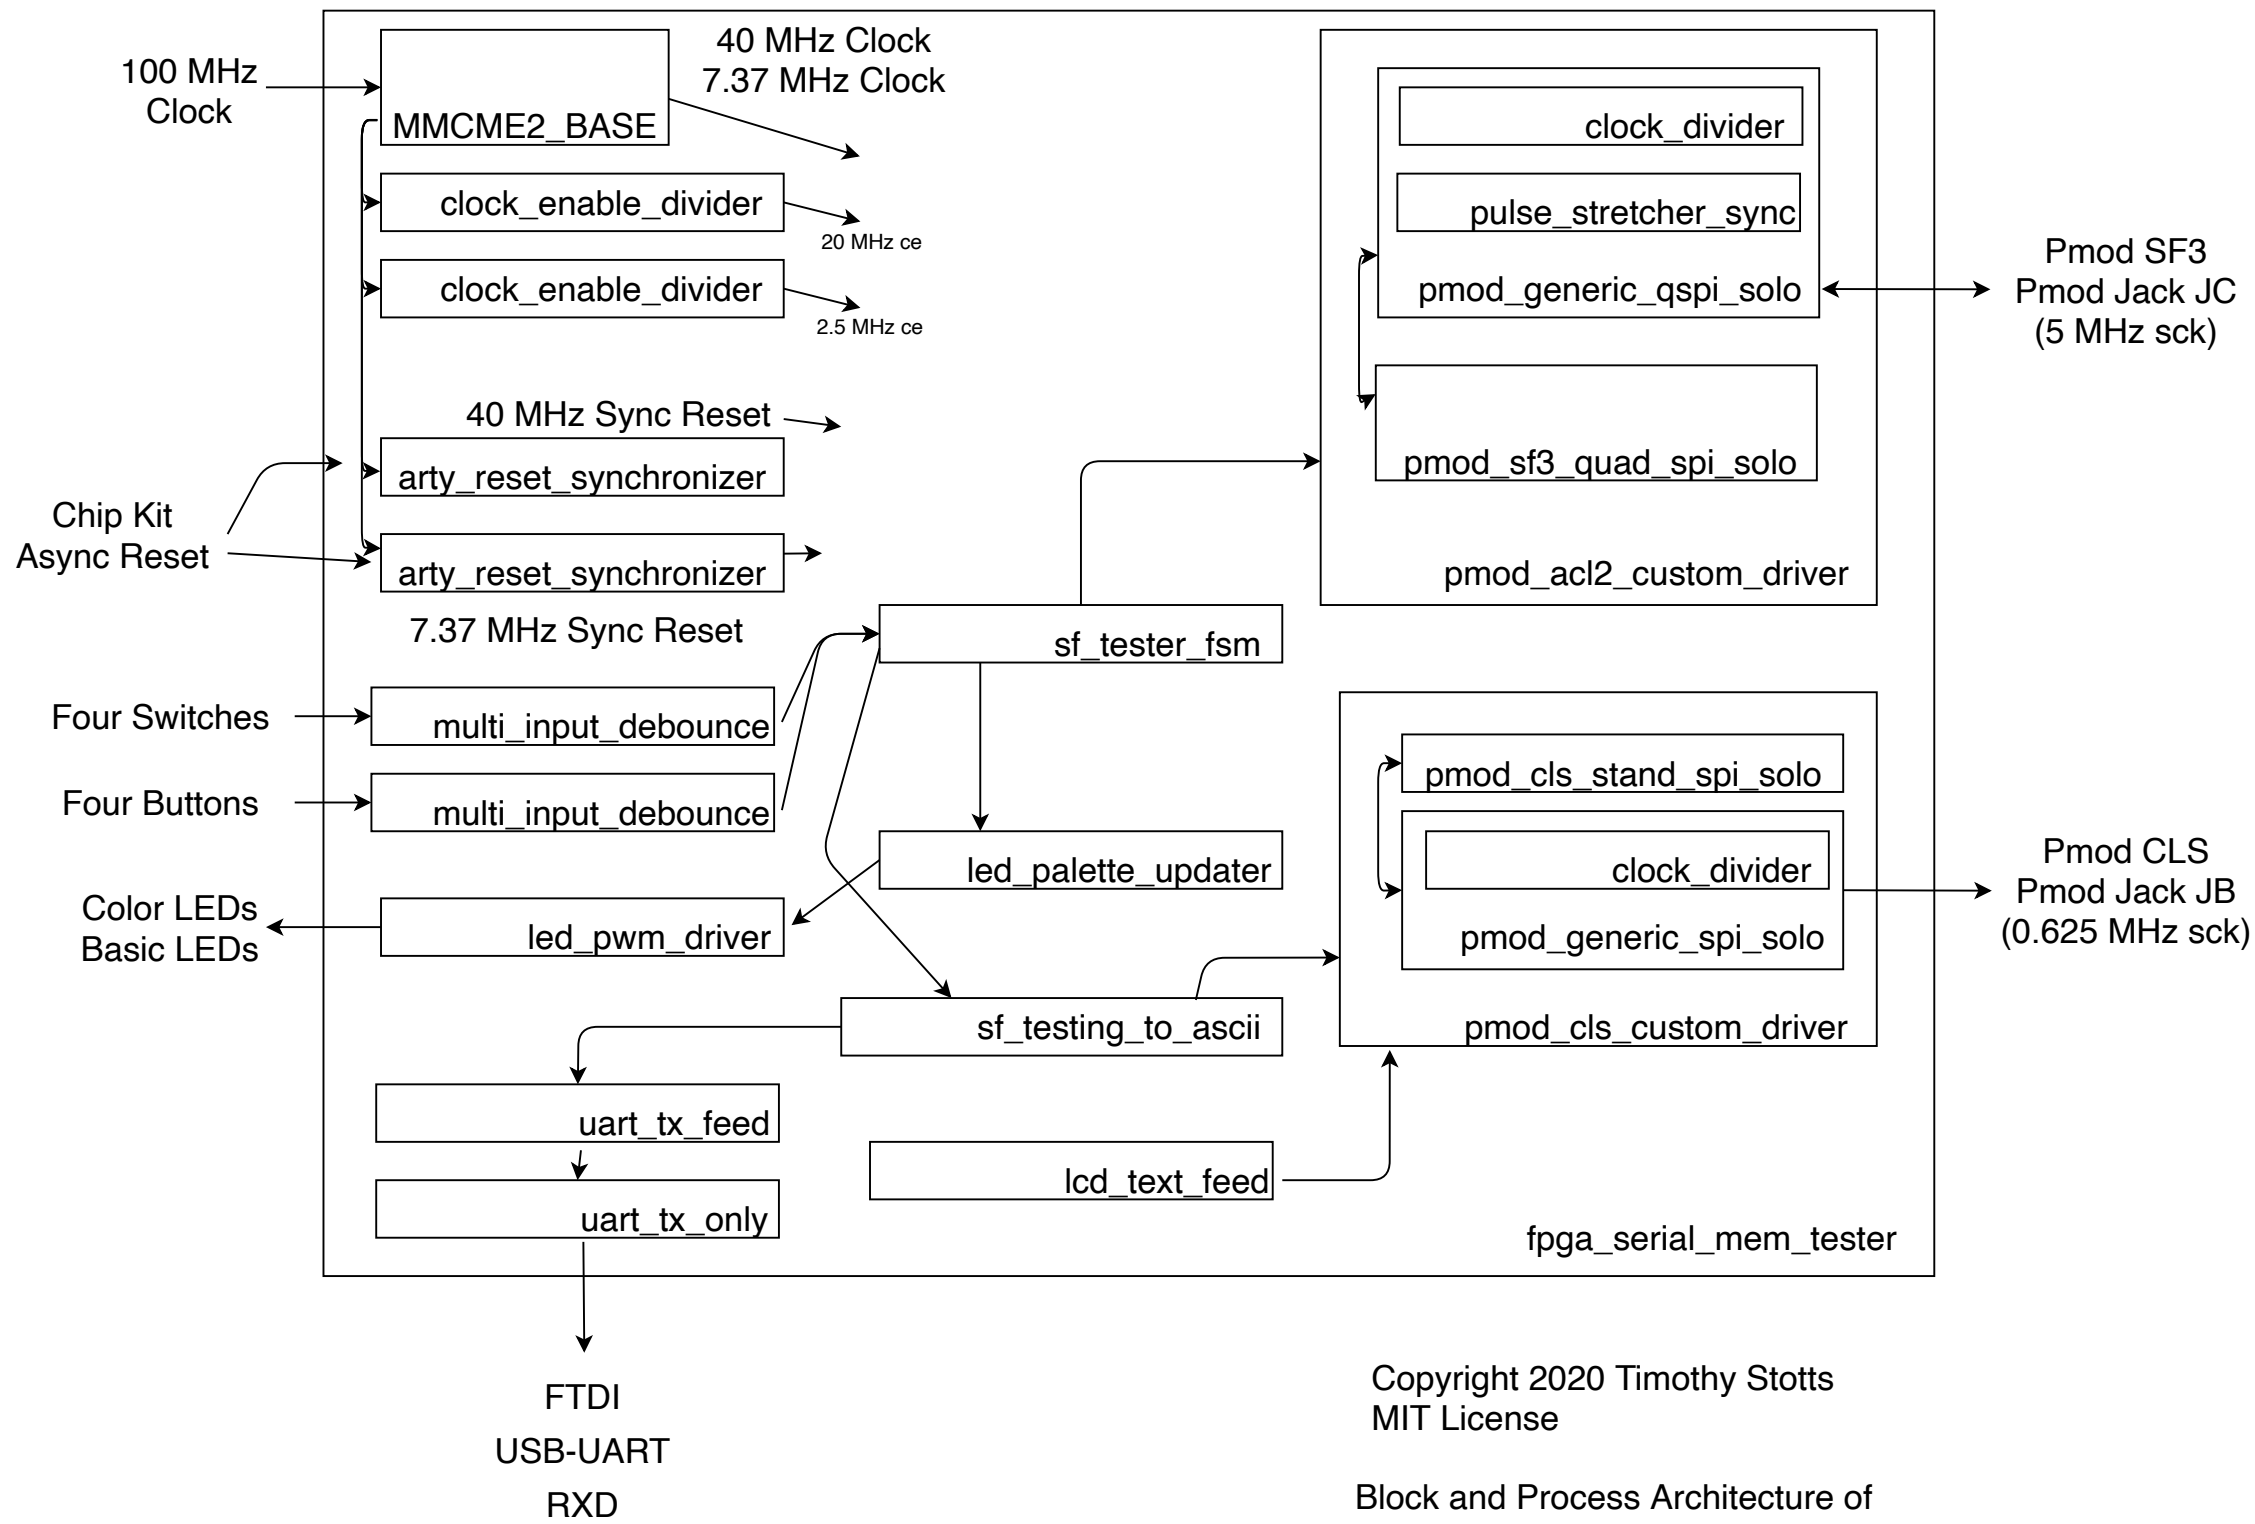 100 MHz
Clock
MMCME2_BASE
40 MHz Clock
7.37 MHz Clock
clock_enable_divider
20 MHz ce
clock_enable_divider
2.5 MHz ce
40 MHz Sync Reset
arty_reset_synchronizer
Chip Kit
Async Reset
arty_reset_synchronizer
7.37 MHz Sync Reset
clock_divider
pulse_stretcher_sync
pmod_generic_qspi_solo
pmod_sf3_quad_spi_solo
pmod_acl2_custom_driver
Pmod SF3
Pmod Jack JC
(5 MHz sck)
sf_tester_fsm
Four Switches
multi_input_debounce
Four Buttons
multi_input_debounce
led_palette_updater
Color LEDs
Basic LEDs
led_pwm_driver
pmod_cls_stand_spi_solo
clock_divider
pmod_generic_spi_solo
pmod_cls_custom_driver
Pmod CLS
Pmod Jack JB
(0.625 MHz sck)
sf_testing_to_ascii
uart_tx_feed
lcd_text_feed
uart_tx_only
fpga_serial_mem_tester
FTDI
USB-UART
RXD
Copyright 2020 Timothy Stotts
MIT License
Block and Process Architecture of